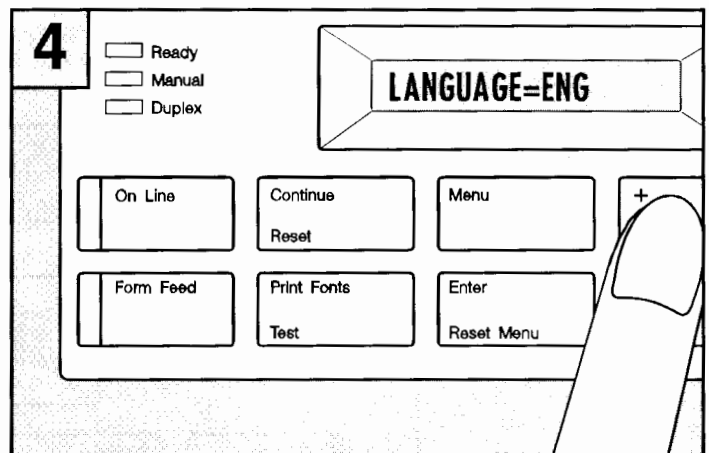 4
Ready
Manual
Duplex
LANGUAGE=ENG
On Line
Continue
Reset
Menu
+
Form Feed
Print Fonts
Test
Enter
Reset Menu